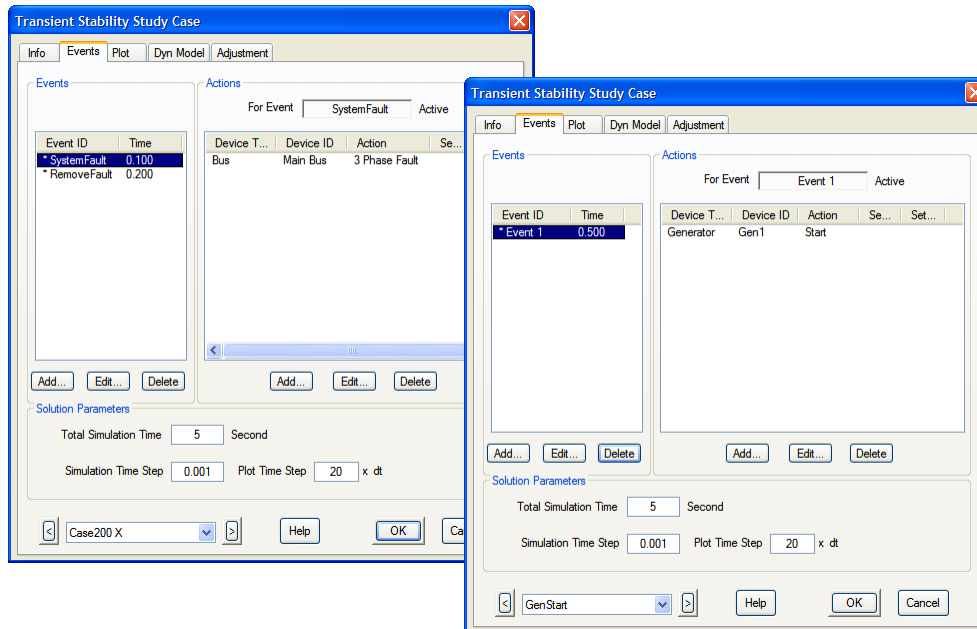 Transient Stability Study Case
Info Events Plot Dyn Model Adjustment
Events
Event ID Time
* SystemFault 0.100
* RemoveFault 0.200
Add... Edit... Delete
Actions
For Event SystemFault Active
Device T... Device ID Action Se...
Bus Main Bus 3 Phase Fault
Add... Edit... Delete
Solution Parameters
Total Simulation Time 5 Second
Simulation Time Step 0.001 Plot Time Step 20 x dt
< Case200 X > Help OK Ca
Transient Stability Study Case
Info Events Plot Dyn Model Adjustment
Events
Event ID Time
* Event 1 0.500
Add... Edit... Delete
Actions
For Event Event 1 Active
Device T... Device ID Action Se... Set...
Generator Gen1 Start
Add... Edit... Delete
Solution Parameters
Total Simulation Time 5 Second
Simulation Time Step 0.001 Plot Time Step 20 x dt
< GenStart > Help OK Cancel